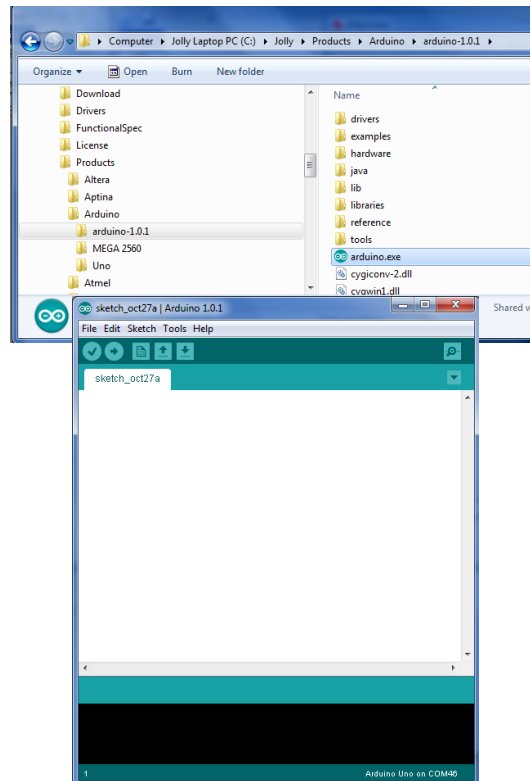 Computer Jolly Laptop PC (C:) Jolly Products Arduino arduino-1.0.1
Organize Open Burn New folder
Download
Drivers
FunctionalSpec
License
Products
Altera
Aptina
Arduino
arduino-1.0.1
MEGA 2560
Uno
Atmel
Name
drivers
examples
hardware
java
lib
libraries
reference
tools
arduino.exe
cygiconv-2.dll
cygwin1.dll
Shared
sketch_oct27a | Arduino 1.0.1
File Edit Sketch Tools Help
sketch_oct27a
1 Arduino Uno on COM46